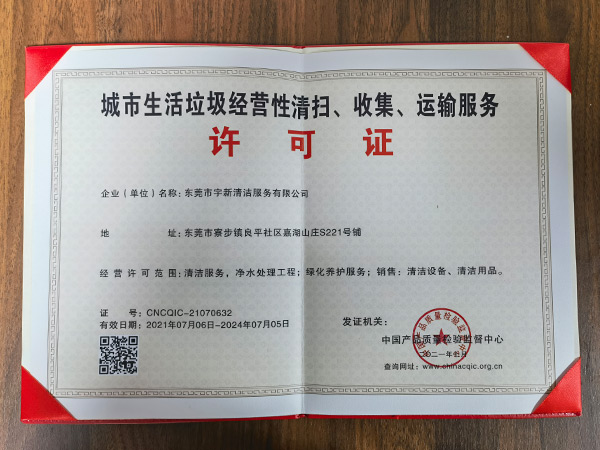 城市生活垃圾经营性清扫、收集、运输服务
许可证
企业（单位）名称：东莞市宇新清洁服务有限公司
地 址：东莞市寮步镇良平社区嘉湖山庄S221号铺
经营许可范围：清洁服务，净水处理工程；绿化养护服务；销售：清洁设备、清洁用品。
证 号：CNCQIC-21070632
有效日期：2021年07月06日-2024年07月05日
发证机关：
中国产品质量检验监督中心
二〇二一年七月
查询网址：www.chinacqic.org.cn